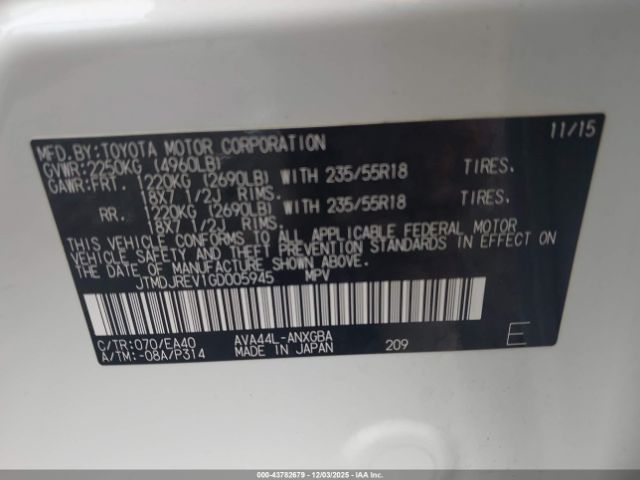 MFD.BY:TOYOTA MOTOR CORPORATION 11/15
GVWR:2250KG (4960LB)
GAWR:FRT. 1220KG (2690LB) WITH 235/55R18 TIRES.
18X7 1/2J RIMS.
RR. 1220KG (2690LB) WITH 235/55R18 TIRES.
18X7 1/2J RIMS.
THIS VEHICLE CONFORMS TO ALL APPLICABLE FEDERAL MOTOR
VEHICLE SAFETY AND THEFT PREVENTION STANDARDS IN EFFECT ON
THE DATE OF MANUFACTURE SHOWN ABOVE.
JTMDJREV1GD005945 MPV
C/TR:070/EA40 AVA44L-ANXGBA
A/TM:-08A/P314 MADE IN JAPAN 209 E
000-43782679 - 12/03/2025 - PASSAIC